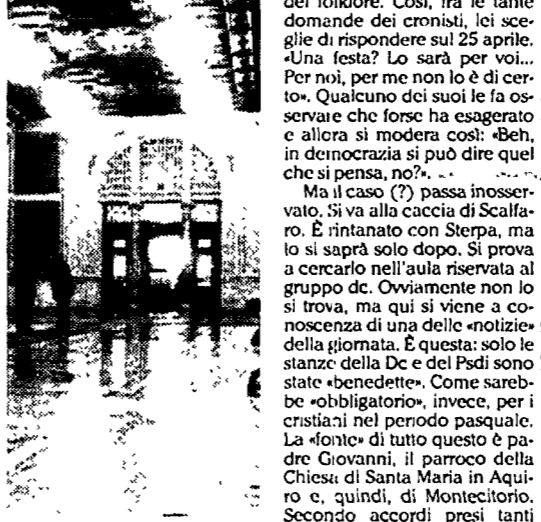 del folklore. Così, fra le tante
domande dei cronisti, lei sce-
glie di rispondere sul 25 aprile.
«Una festa? Lo sarà per voi...
Per noi, per me non lo è di cer-
to». Qualcuno dei suoi le fa os-
servare che forse ha esagerato
e allora si modera così: «Beh,
in democrazia si può dire quel
che si pensa, no?».
Ma il caso (?) passa inosser-
vato. Si va alla caccia di Scalfa-
ro. È rintanato con Sterpa, ma
lo si saprà solo dopo. Si prova
a cercarlo nell'aula riservata al
gruppo dc. Ovviamente non lo
si trova, ma qui si viene a co-
noscenza di una delle «notizie»
della giornata. È questa: solo le
stanze della Dc e del Psdi sono
state «benedette». Come sareb-
be «obbligatorio», invece, per i
cristiani nel periodo pasquale.
La «fonte» di tutto questo è pa-
dre Giovanni, il parroco della
Chiesa di Santa Maria in Aqui-
ro e, quindi, di Montecitorio.
Secondo accordi presi tanti